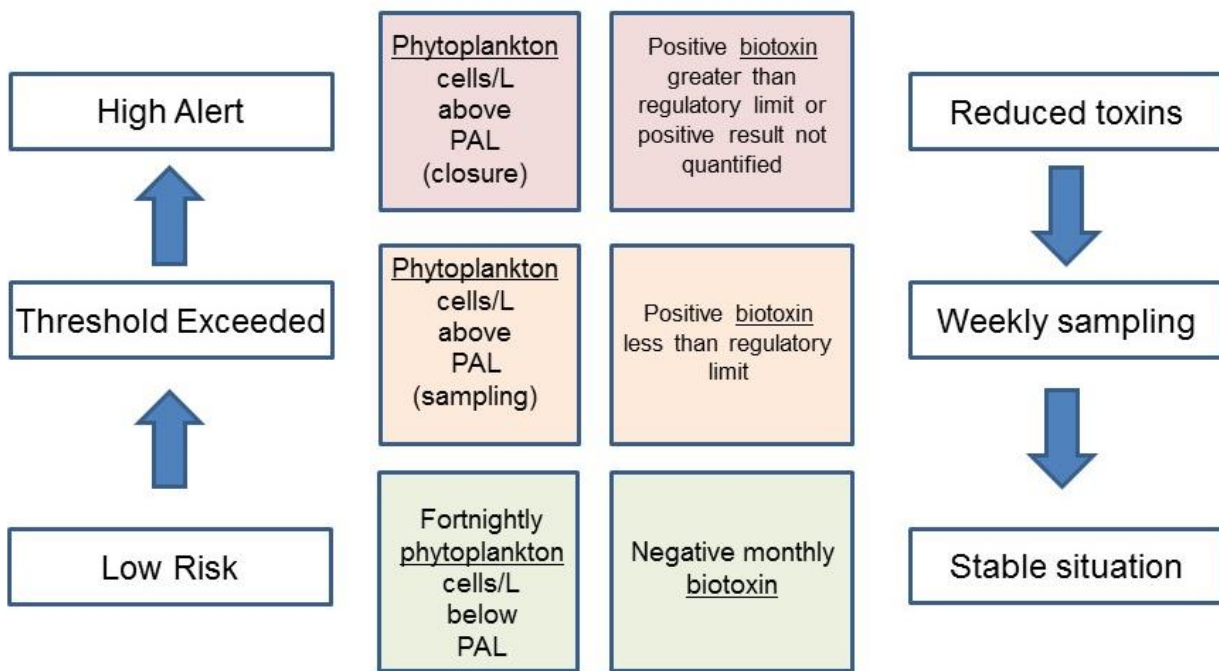 High Alert
Phytoplankton
cells/L
above
PAL
(closure)
Positive biotoxin
greater than
regulatory limit or
positive result not
quantified
Reduced toxins
Threshold Exceeded
Phytoplankton
cells/L
above
PAL
(sampling)
Positive biotoxin
less than regulatory
limit
Weekly sampling
Low Risk
Fortnightly
phytoplankton
cells/L
below
PAL
Negative monthly
biotoxin
Stable situation